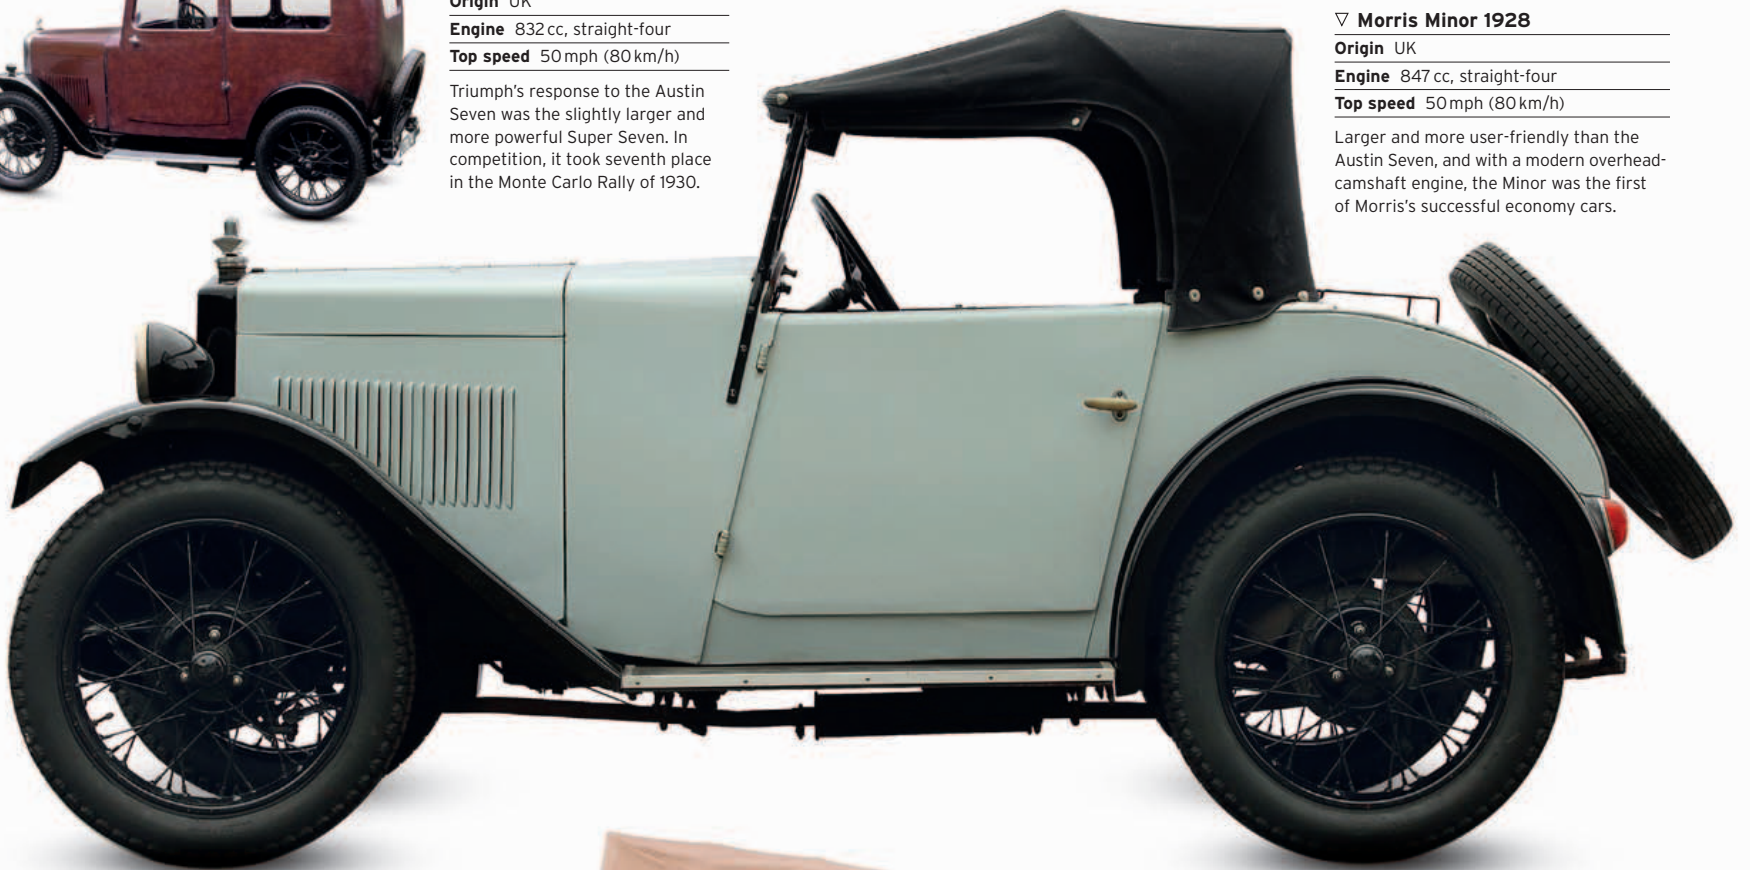 Origin UK
Engine 832 cc, straight-four
Top speed 50 mph (80 km/h)
Triumph's response to the Austin
Seven was the slightly larger and
more powerful Super Seven. In
competition, it took seventh place
in the Monte Carlo Rally of 1930.
▽ Morris Minor 1928
Origin UK
Engine 847 cc, straight-four
Top speed 50 mph (80 km/h)
Larger and more user-friendly than the
Austin Seven, and with a modern overhead-
camshaft engine, the Minor was the first
of Morris's successful economy cars.